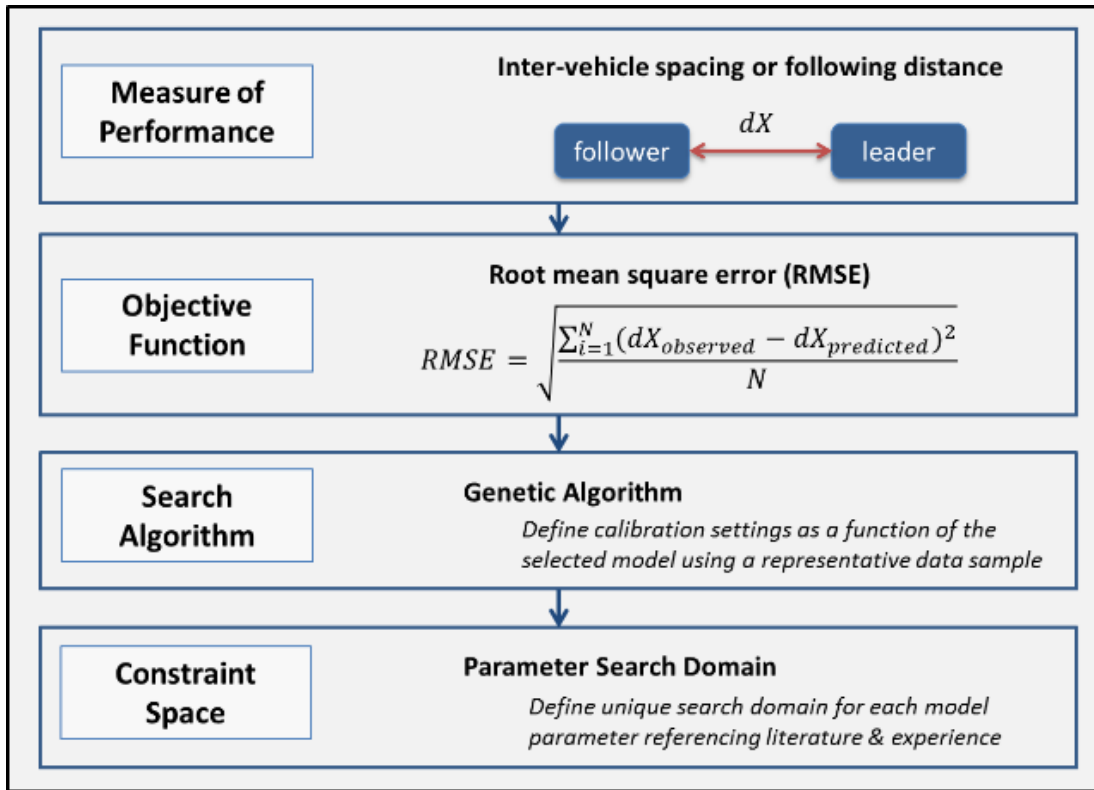 Measure of
Performance
Inter-vehicle spacing or following distance
dX
follower
leader
Objective
Function
Root mean square error (RMSE)
RMSE = √(∑_{i=1}^{N}(dX_{observed} − dX_{predicted})^2 / N)
Search
Algorithm
Genetic Algorithm
Define calibration settings as a function of the
selected model using a representative data sample
Constraint
Space
Parameter Search Domain
Define unique search domain for each model
parameter referencing literature & experience